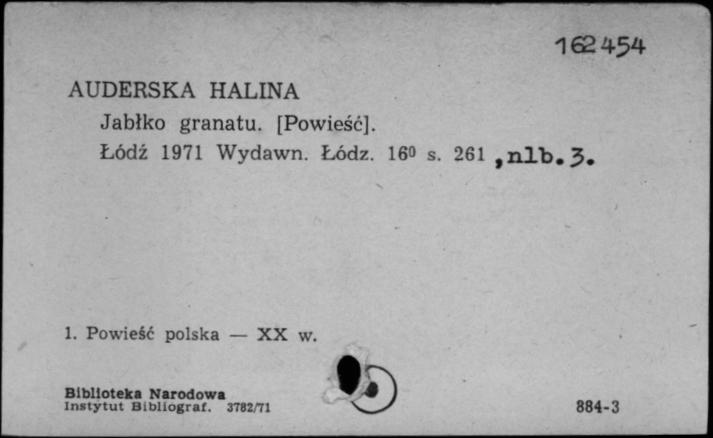 162454
AUDERSKA HALINA
Jabłko granatu. [Powieść].
Łódź 1971 Wydawn. Łódz. 16⁰ s. 261 , nlb. 3.
1. Powieść polska — XX w.
Biblioteka Narodowa
Instytut Bibliograf. 3782/71
884-3